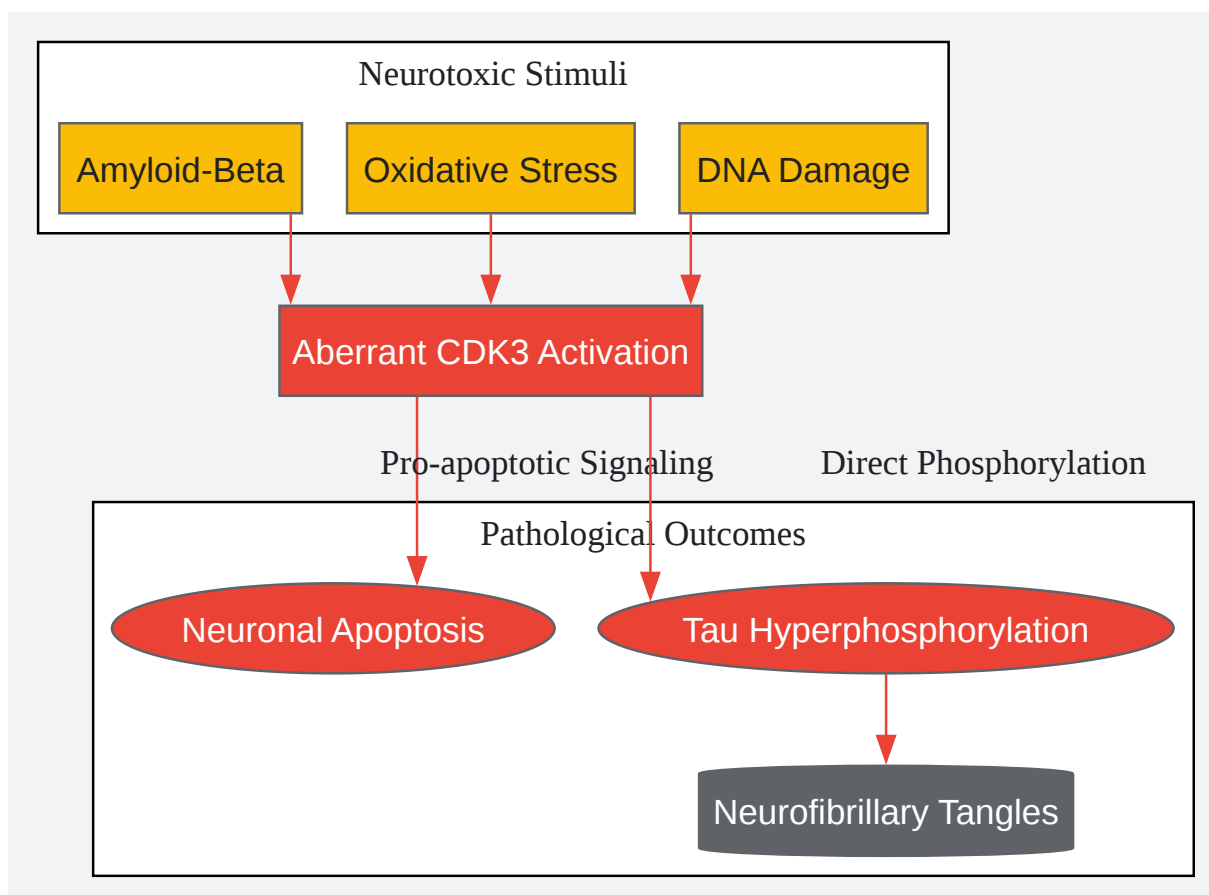 Neurotoxic Stimuli
Amyloid-Beta
Oxidative Stress
DNA Damage
Aberrant CDK3 Activation
Pro-apoptotic Signaling
Direct Phosphorylation
Pathological Outcomes
Neuronal Apoptosis
Tau Hyperphosphorylation
Neurofibrillary Tangles